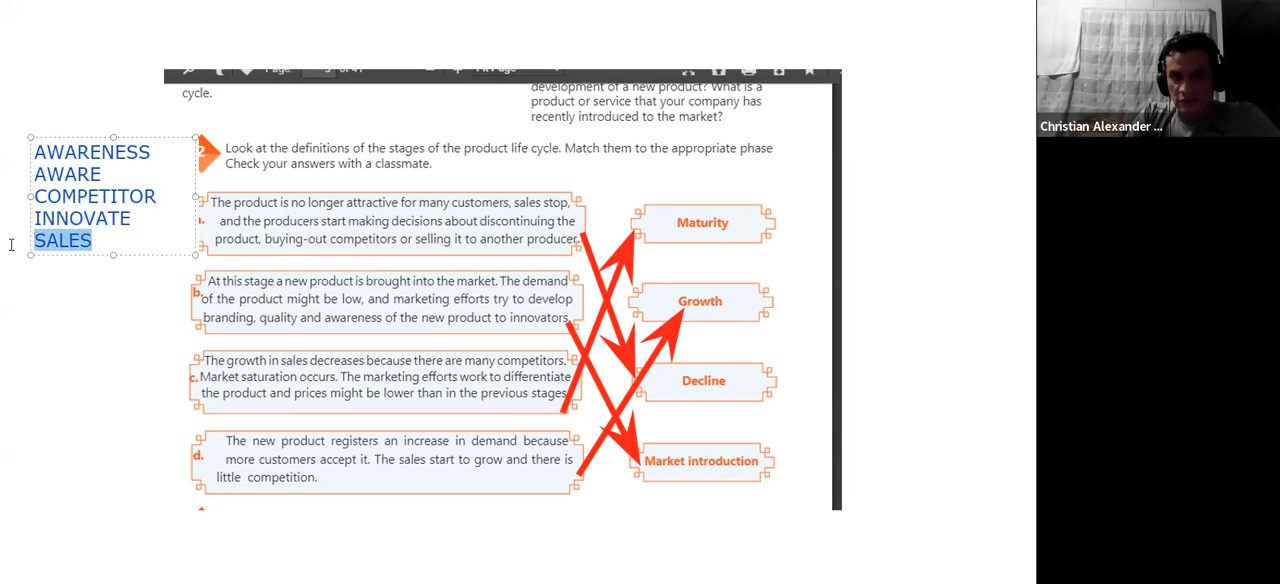 cycle.
development of a new product? What is a
product or service that your company has
recently introduced to the market?
AWARENESS
AWARE
COMPETITOR
INNOVATE
SALES
2
Look at the definitions of the stages of the product life cycle. Match them to the appropriate phase
Check your answers with a classmate.
The product is no longer attractive for many customers, sales stop,
and the producers start making decisions about discontinuing the
product, buying-out competitors or selling it to another producer.
b.
At this stage a new product is brought into the market. The demand
of the product might be low, and marketing efforts try to develop
branding, quality and awareness of the new product to innovators.
c.
The growth in sales decreases because there are many competitors.
Market saturation occurs. The marketing efforts work to differentiate
the product and prices might be lower than in the previous stages.
d.
The new product registers an increase in demand because
more customers accept it. The sales start to grow and there is
little competition.
Maturity
Growth
Decline
Market introduction
Christian Alexander ...